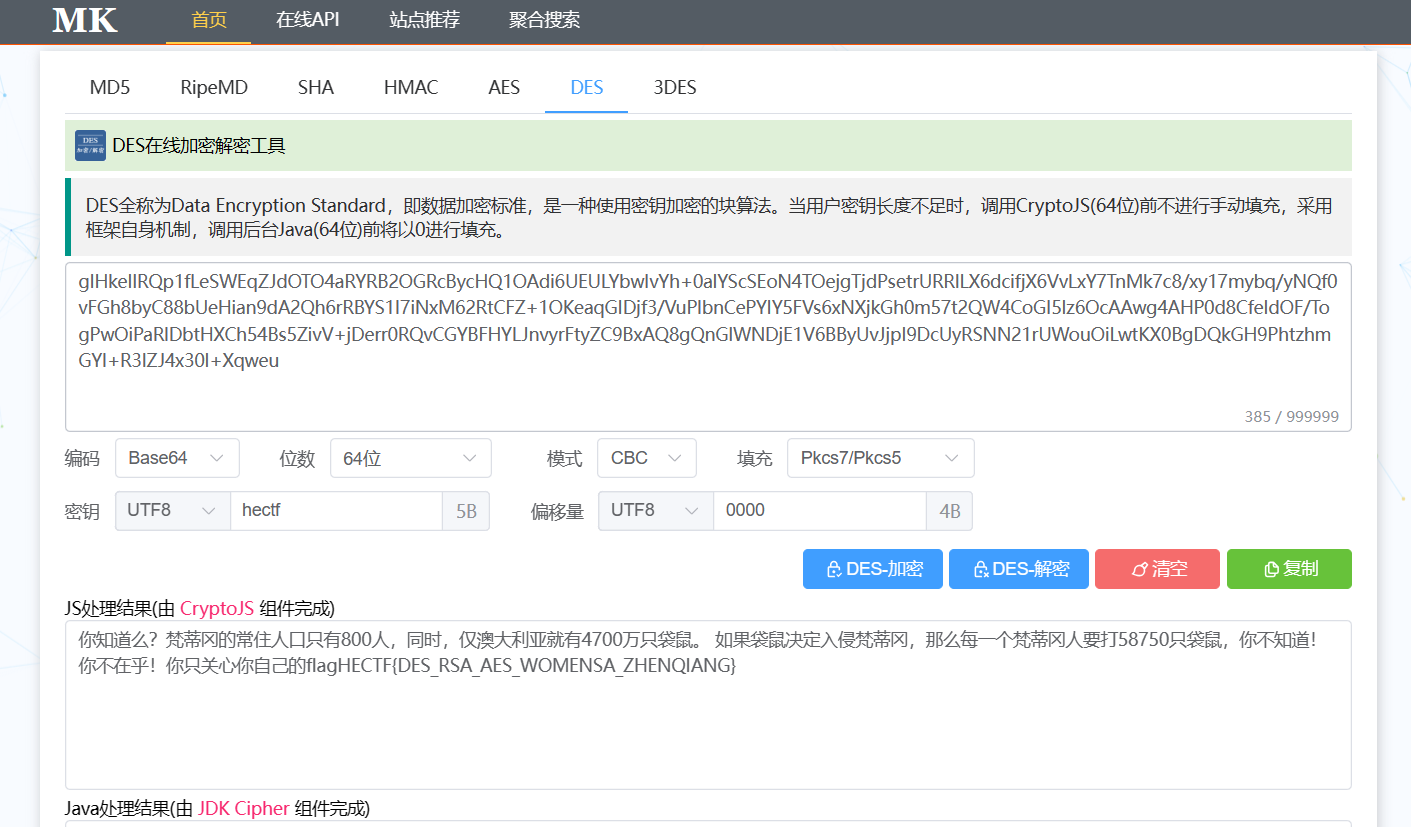 MK 首页 在线API 站点推荐 聚合搜索
MD5 RipeMD SHA HMAC AES DES 3DES
DES在线加密解密工具
DES全称为Data Encryption Standard，即数据加密标准，是一种使用密钥加密的块算法。当用户密钥长度不足时，调用CryptoJS(64位)前不进行手动填充，采用
框架自身机制，调用后台Java(64位)前将以0进行填充。
gIHkeIIRQp1fLeSWEqZJdOTO4aRYRB2OGRcBycHQ1OAdi6UEULYbwIvYh+0aIYScSEoN4TOejgTjdPsetrURRILX6dcifjX6VvLxY7TnMk7c8/xy17mybq/yNQf0
vFGh8byC88bUeHian9dA2Qh6rRBYS1I7iNxM62RtCFZ+1OKeaqGIDjf3/VuPIbnCePYIY5FVs6xNXjkGh0m57t2QW4CoGI5Iz6OcAAwg4AHP0d8CfeIdOF/To
gPwOiPaRIDbtHXCh54Bs5ZivV+jDerr0RQvCGYBFHYLJnvyrFtyZC9BxAQ8gQnGIWNDjE1V6BByUvJjpI9DcUyRSNN21rUWouOiLwtKX0BgDQkGH9Phtzhm
GYI+R3IZJ4x30I+Xqweu
385 / 999999
编码 Base64 位数 64位 模式 CBC 填充 Pkcs7/Pkcs5
密钥 UTF8 hectf 5B 偏移量 UTF8 0000 4B
DES-加密 DES-解密 清空 复制
JS处理结果(由 CryptoJS 组件完成)
你知道么？梵蒂冈的常住人口只有800人，同时，仅澳大利亚就有4700万只袋鼠。 如果袋鼠决定入侵梵蒂冈，那么每一个梵蒂冈人要打58750只袋鼠，你不知道！
你不在乎！你只关心你自己的flagHECTF{DES_RSA_AES_WOMENSA_ZHENQIANG}
Java处理结果(由 JDK Cipher 组件完成)